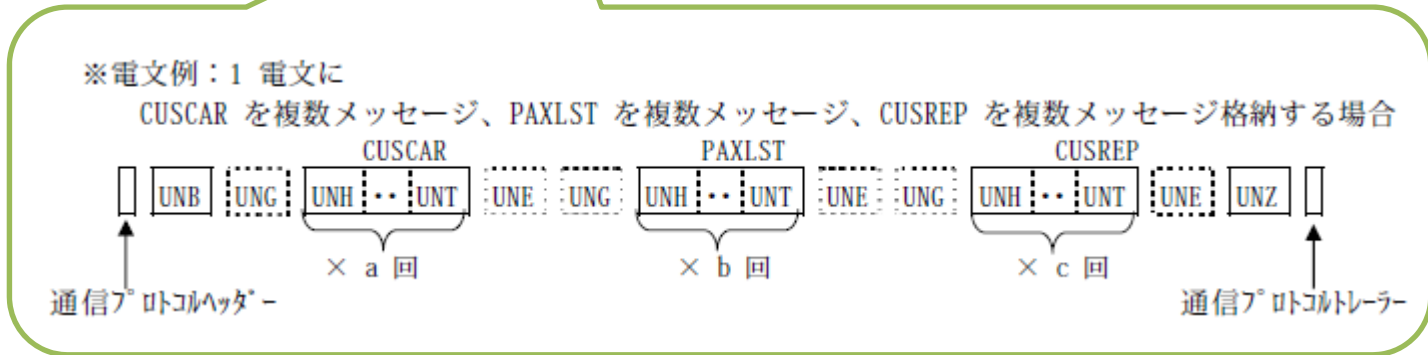 ※電文例：1 電文に
CUSCAR を複数メッセージ、PAXLST を複数メッセージ、CUSREP を複数メッセージ格納する場合
CUSCAR PAXLST CUSREP
UNB UNG UNH ・・ UNT UNE UNG UNH ・・ UNT UNE UNG UNH ・・ UNT UNE UNZ
× a 回 × b 回 × c 回
通信ﾌﾟﾛﾄｺﾙﾍｯﾀﾞｰ 通信ﾌﾟﾛﾄｺﾙﾄﾚｰﾗｰ